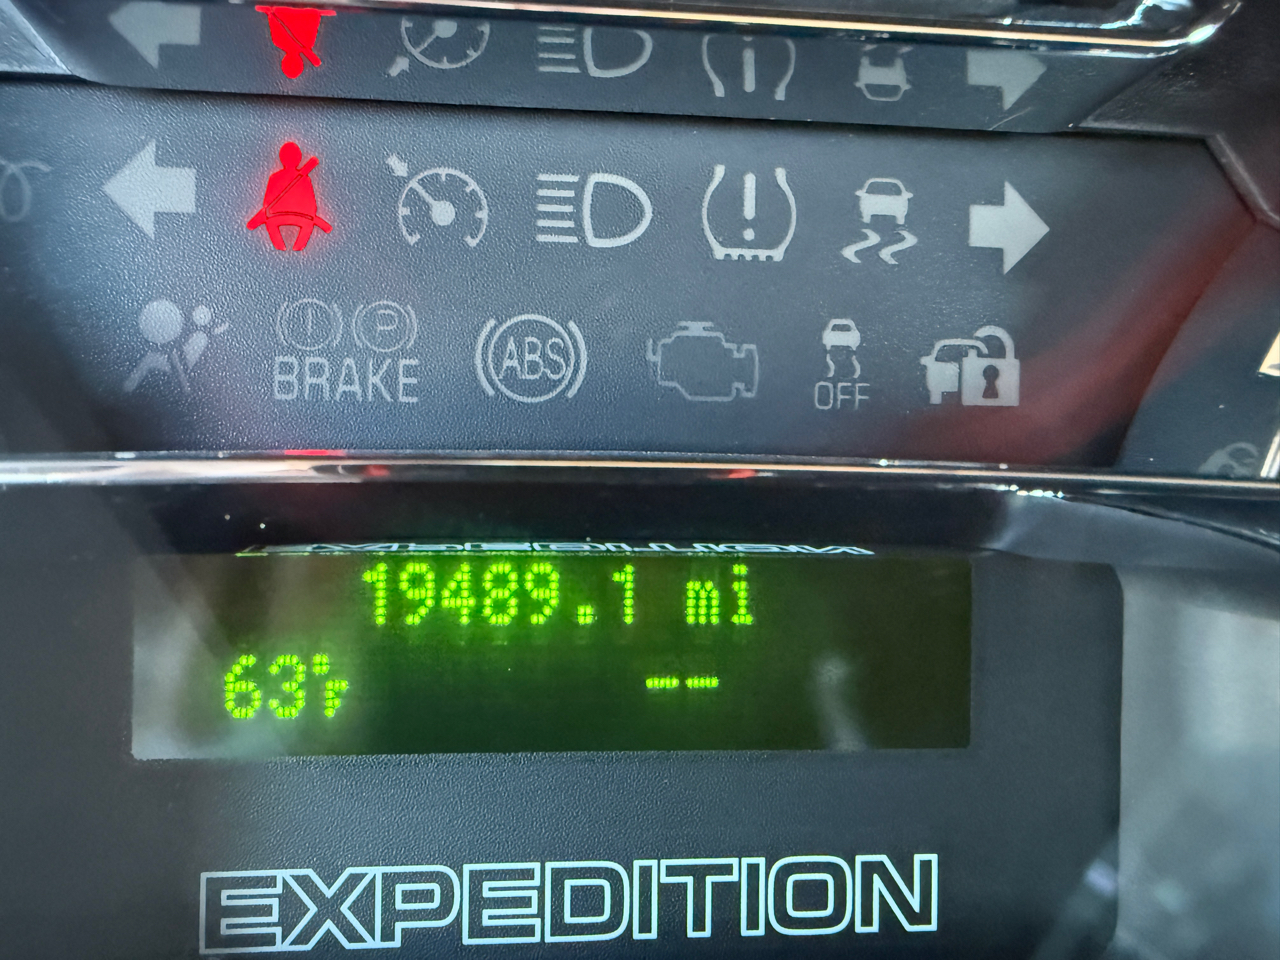 BRAKE
ABS
OFF
19489.1 mi
63°F
--
EXPEDITION